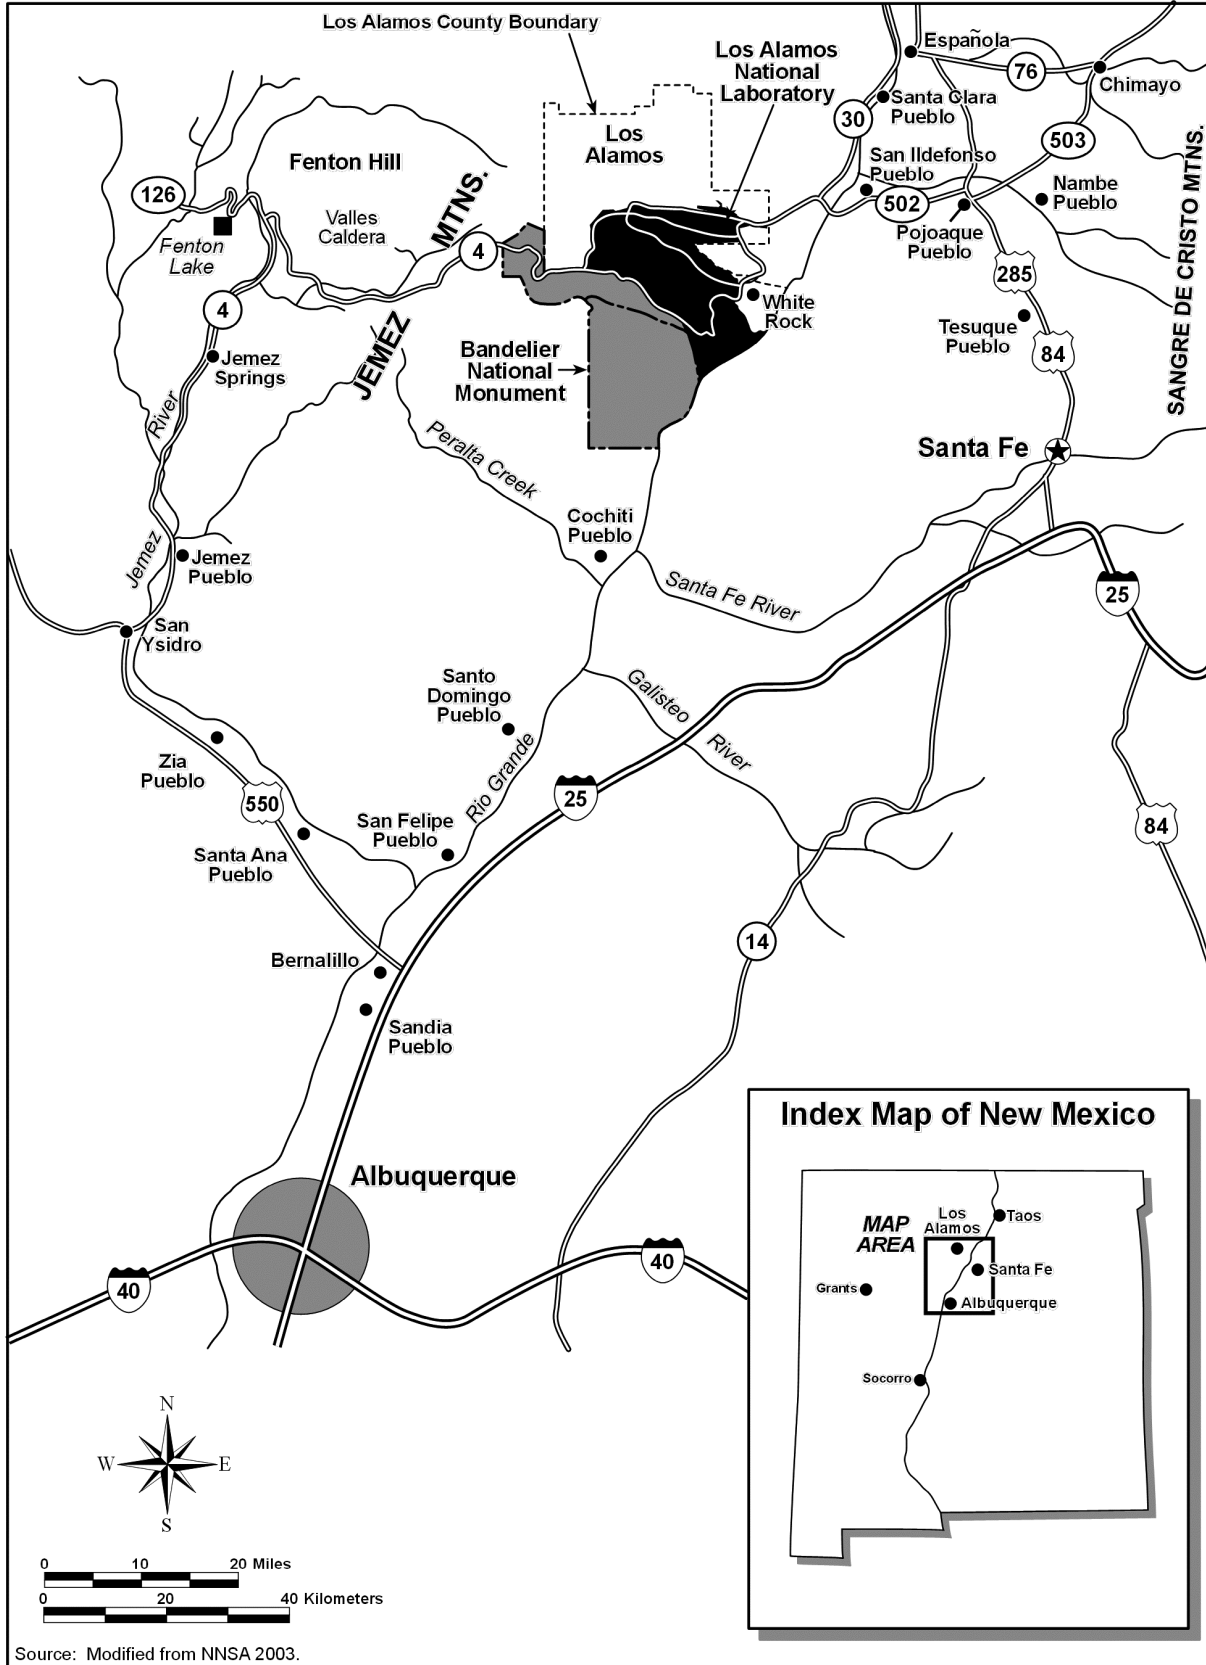 Los Alamos County Boundary
Los Alamos
National
Laboratory
Española
76
Chimayo
Santa Clara
Pueblo
30
503
Los
Alamos
San Ildefonso
Pueblo
Fenton Hill
126
MTNS.
502
Nambe
Pueblo
SANGRE DE CRISTO MTNS.
Valles
Caldera
4
Pojoaque
Pueblo
Fenton
Lake
285
4
White
Rock
Tesuque
Pueblo
84
JEMEZ
Jemez
Springs
Bandelier
National
Monument
River
Peralta Creek
Santa Fe
Cochiti
Pueblo
Jemez
Jemez
Pueblo
Santa Fe River
25
San
Ysidro
Santo
Domingo
Pueblo
Galisteo
River
Zia
Pueblo
Rio Grande
550
25
San Felipe
Pueblo
84
Santa Ana
Pueblo
14
Bernalillo
Sandia
Pueblo
Albuquerque
40
40
Index Map of New Mexico
MAP
AREA
Los
Alamos
Taos
Santa Fe
Grants
Albuquerque
Socorro
N
W
E
S
0 10 20 Miles
0 20 40 Kilometers
Source: Modified from NNSA 2003.